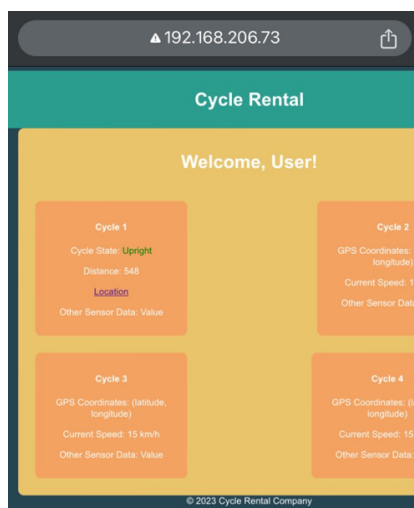 192.168.206.73
Cycle Rental
Welcome, User!
Cycle 1
Cycle State: Upright
Distance: 548
Location
Other Sensor Data: Value
Cycle 2
GPS Coordinates:
longitude)
Current Speed: 1
Other Sensor Data
Cycle 3
GPS Coordinates: (latitude,
longitude)
Current Speed: 15 km/h
Other Sensor Data: Value
Cycle 4
GPS Coordinates: (l
longitude)
Current Speed: 15
Other Sensor Data:
© 2023 Cycle Rental Company